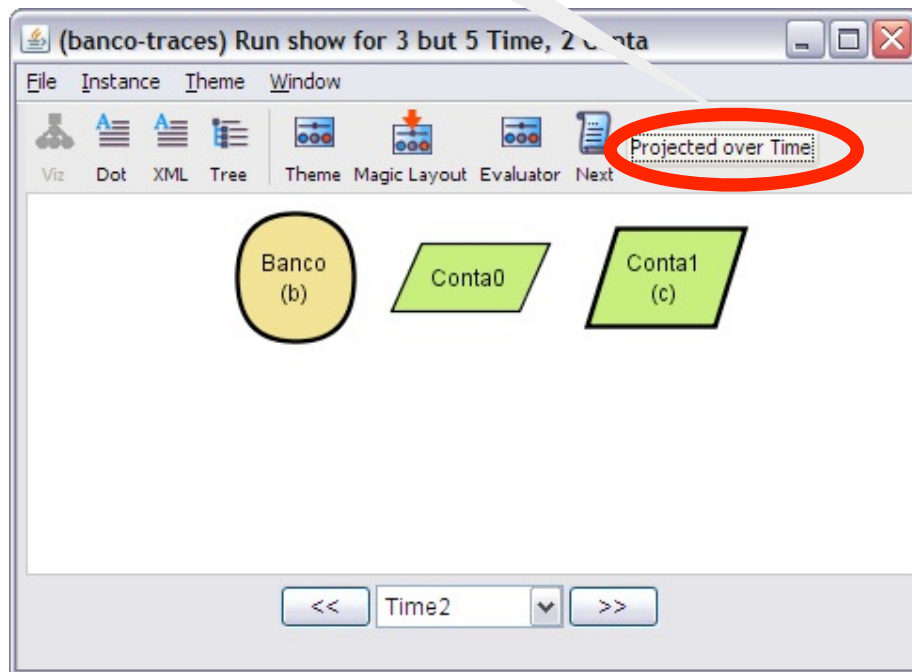 (banco-traces) Run show for 3 but 5 Time, 2 Conta
File Instance Theme Window
Viz Dot XML Tree Theme Magic Layout Evaluator Next Projected over Time
Banco
(b)
Conta0
Conta1
(c)
<< Time2 >>